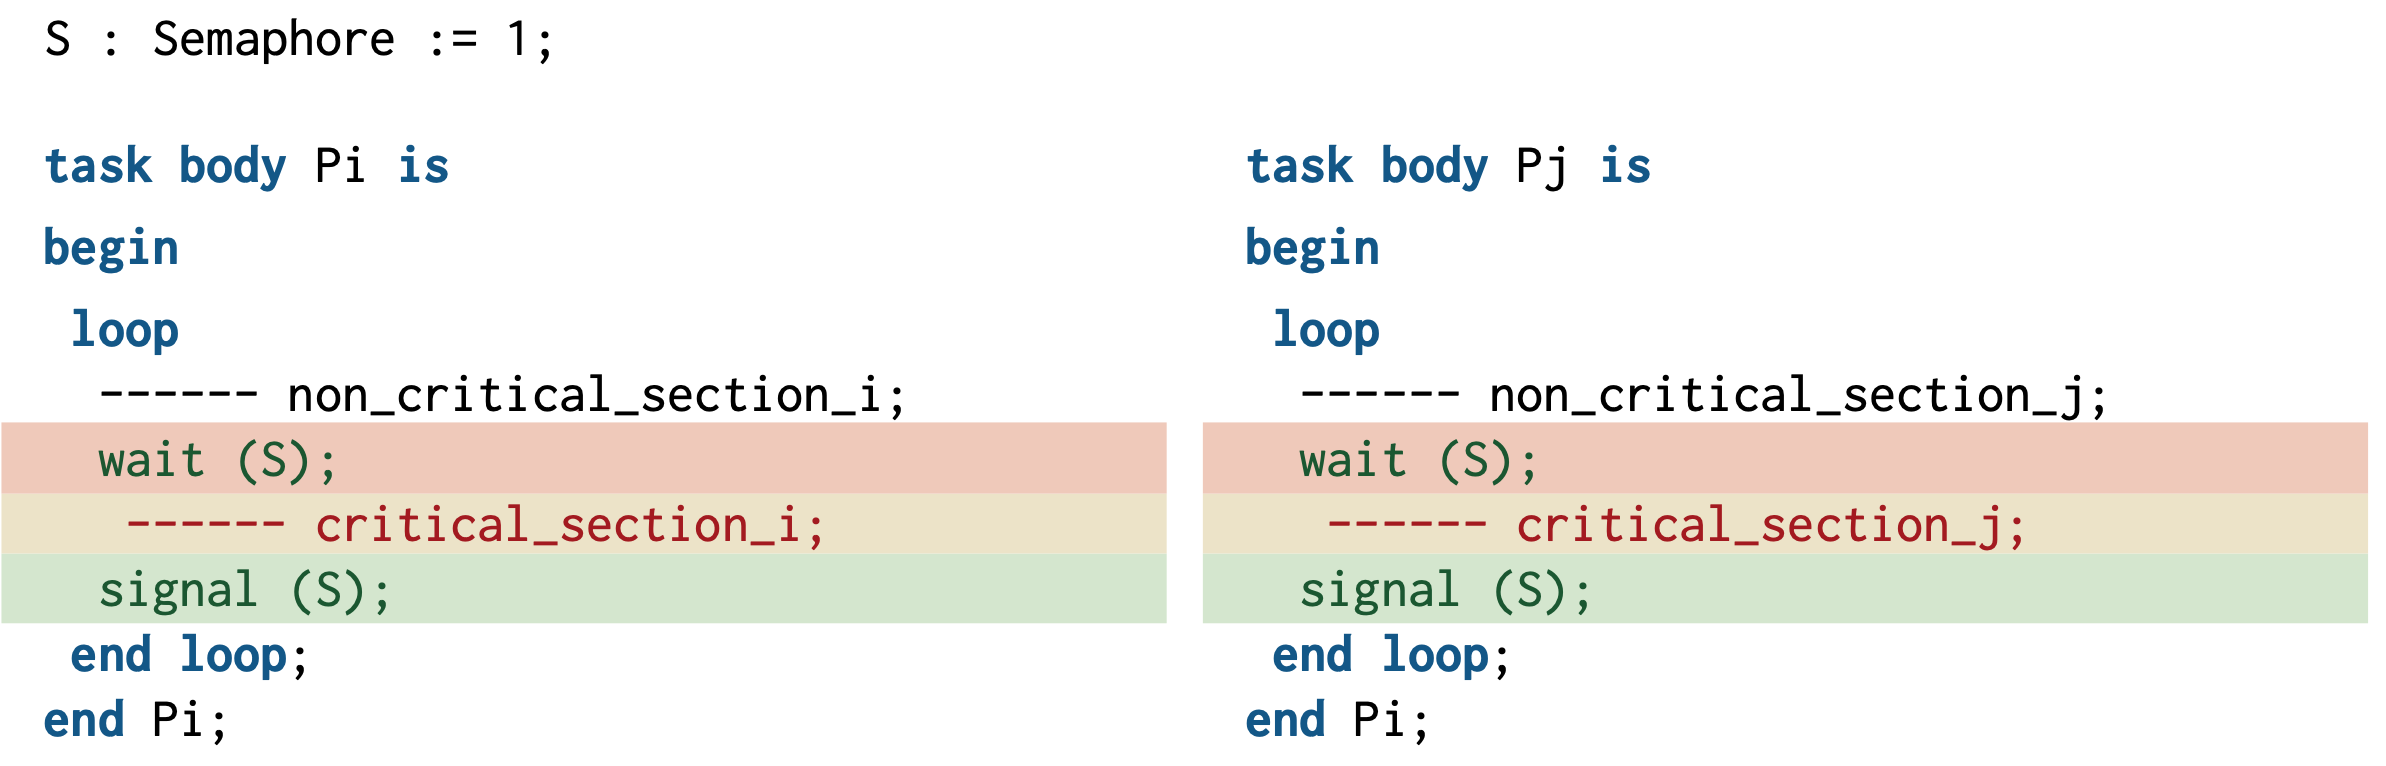 S : Semaphore := 1;
task body Pi is
begin
loop
------ non_critical_section_i;
wait (S);
------ critical_section_i;
signal (S);
end loop;
end Pi;
task body Pj is
begin
loop
------ non_critical_section_j;
wait (S);
------ critical_section_j;
signal (S);
end loop;
end Pi;